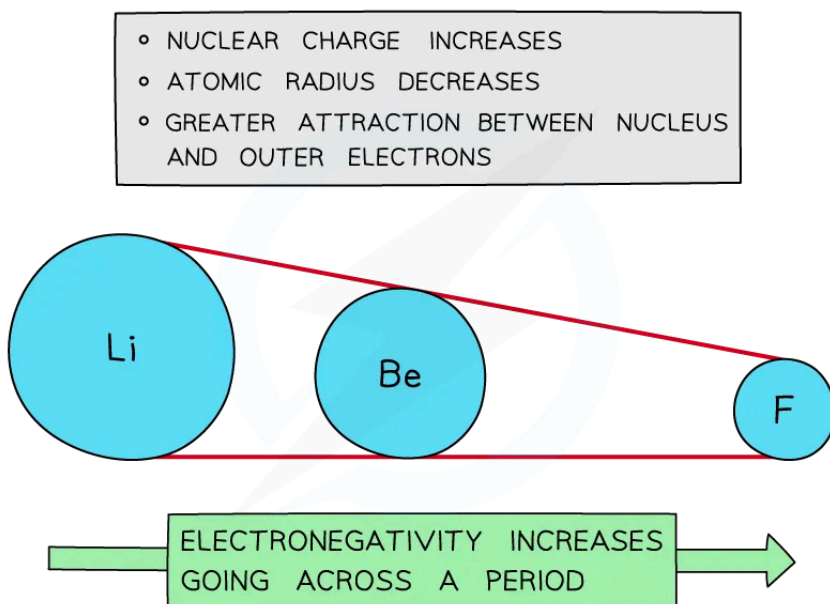 ◦ NUCLEAR CHARGE INCREASES
◦ ATOMIC RADIUS DECREASES
◦ GREATER ATTRACTION BETWEEN NUCLEUS
AND OUTER ELECTRONS
Li
Be
F
ELECTRONEGATIVITY INCREASES
GOING ACROSS A PERIOD